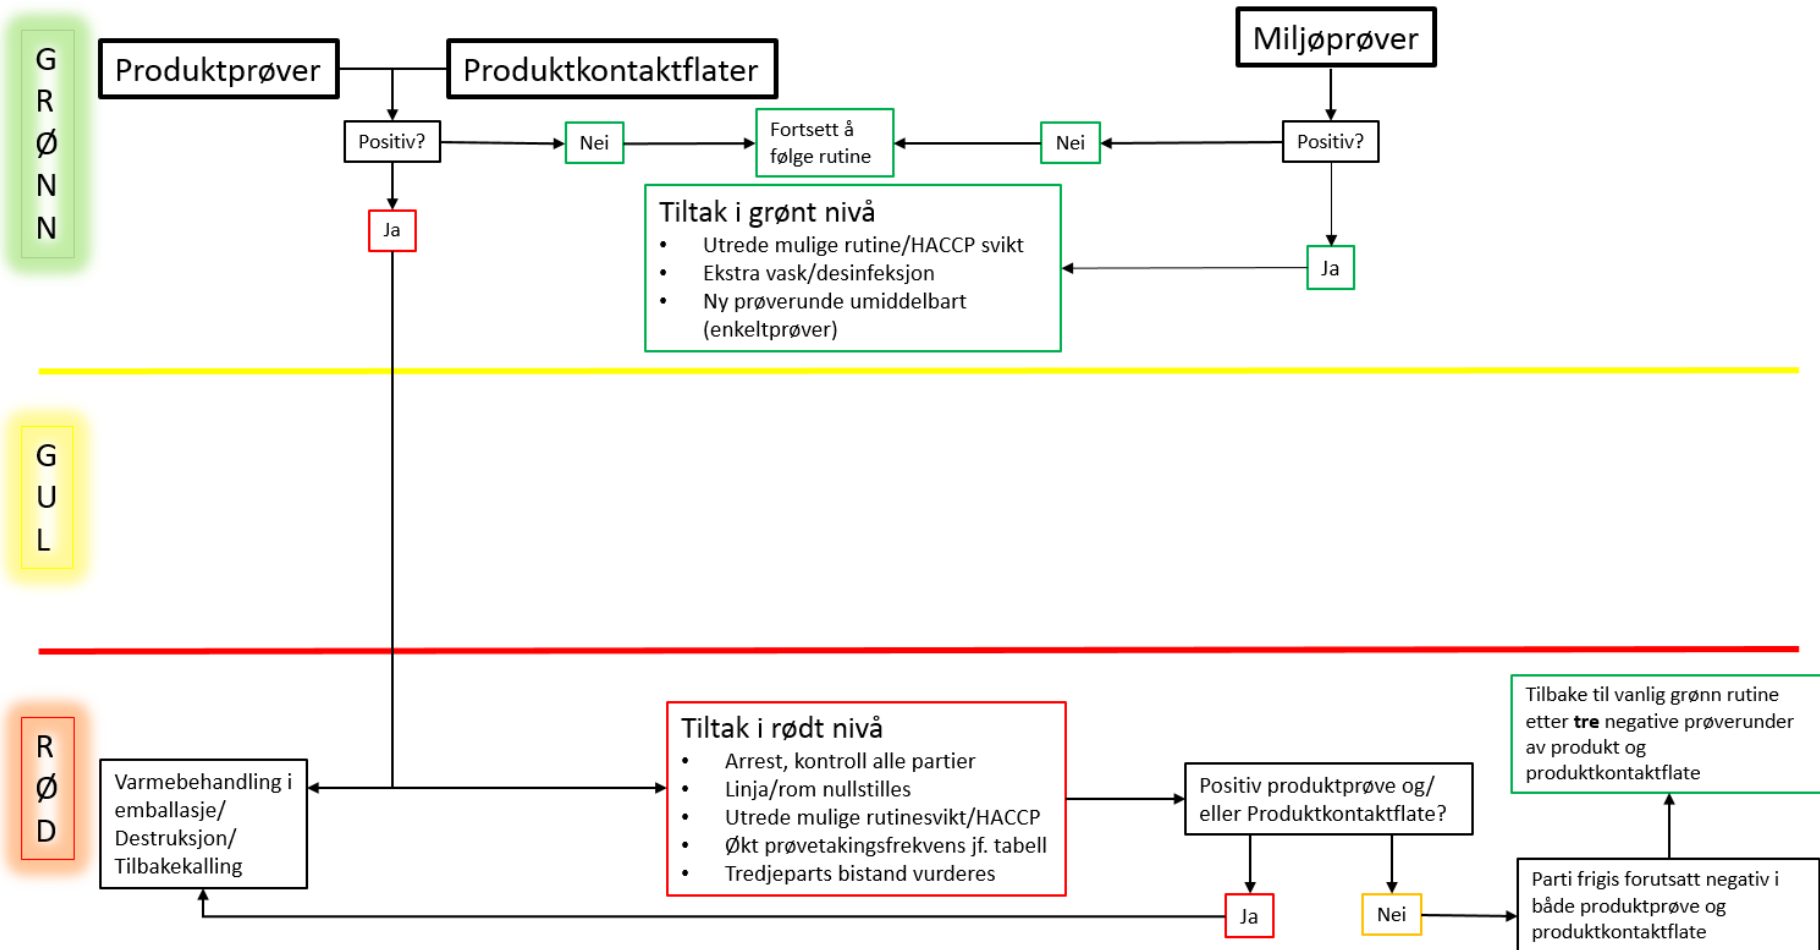 G
R
Ø
N
N
Produktprøver
Produktkontaktflater
Miljøprøver
Positiv?
Nei
Fortsett å
følge rutine
Nei
Positiv?
Ja
Tiltak i grønt nivå
• Utrede mulige rutine/HACCP svikt
• Ekstra vask/desinfeksjon
• Ny prøverunde umiddelbart
(enkeltprøver)
Ja
G
U
L
R
Ø
D
Varmebehandling i
emballasje/
Destruksjon/
Tilbakekalling
Tiltak i rødt nivå
• Arrest, kontroll alle partier
• Linja/rom nullstilles
• Utrede mulige rutinesvikt/HACCP
• Økt prøvetakingsfrekvens jf. tabell
• Tredjeparts bistand vurderes
Positiv produktprøve og/
eller Produktkontaktflate?
Ja
Nei
Tilbake til vanlig grønn rutine
etter tre negative prøverunder
av produkt og
produktkontaktflate
Parti frigis forutsatt negativ i
både produktprøve og
produktkontaktflate